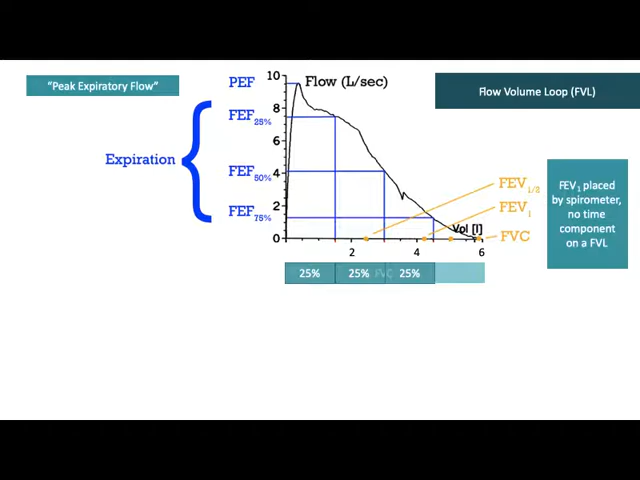 "Peak Expiratory Flow"
Flow Volume Loop (FVL)
PEF
10
Flow (L/sec)
FEF25%
8
6
Expiration
FEF50%
4
FEV1/2
FEV1
FEF75%
2
Vol [l]
FVC
0
2
4
6
FEV1 placed
by spirometer,
no time
component
on a FVL
25%
25%
FVC
25%